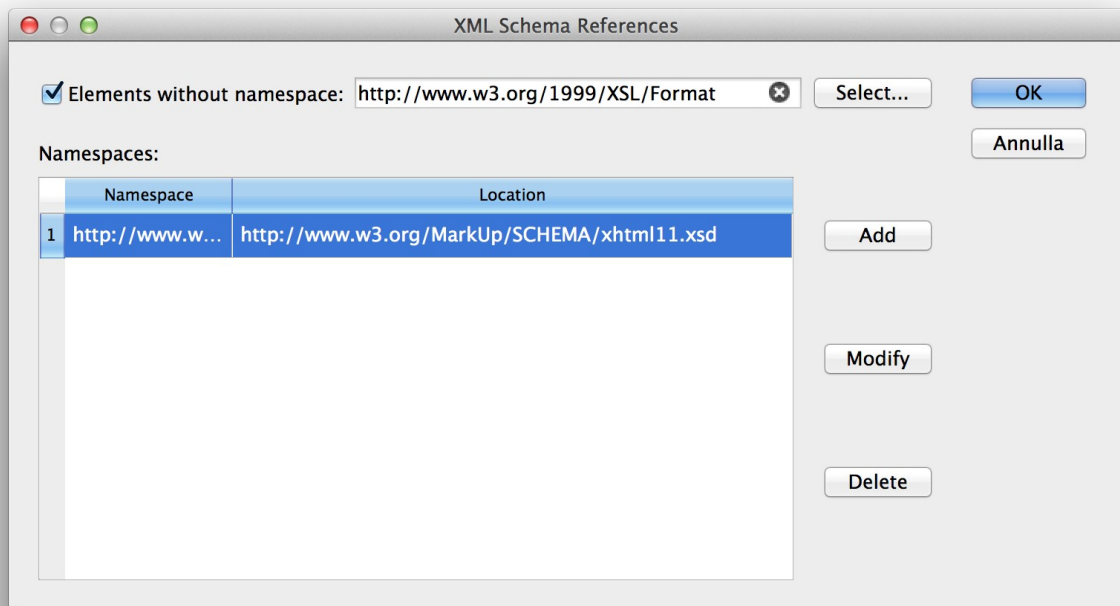 XML Schema References
Elements without namespace: http://www.w3.org/1999/XSL/Format Select... OK
Annulla
Namespaces:
Namespace Location
1 http://www.w... http://www.w3.org/MarkUp/SCHEMA/xhtml11.xsd
Add
Modify
Delete